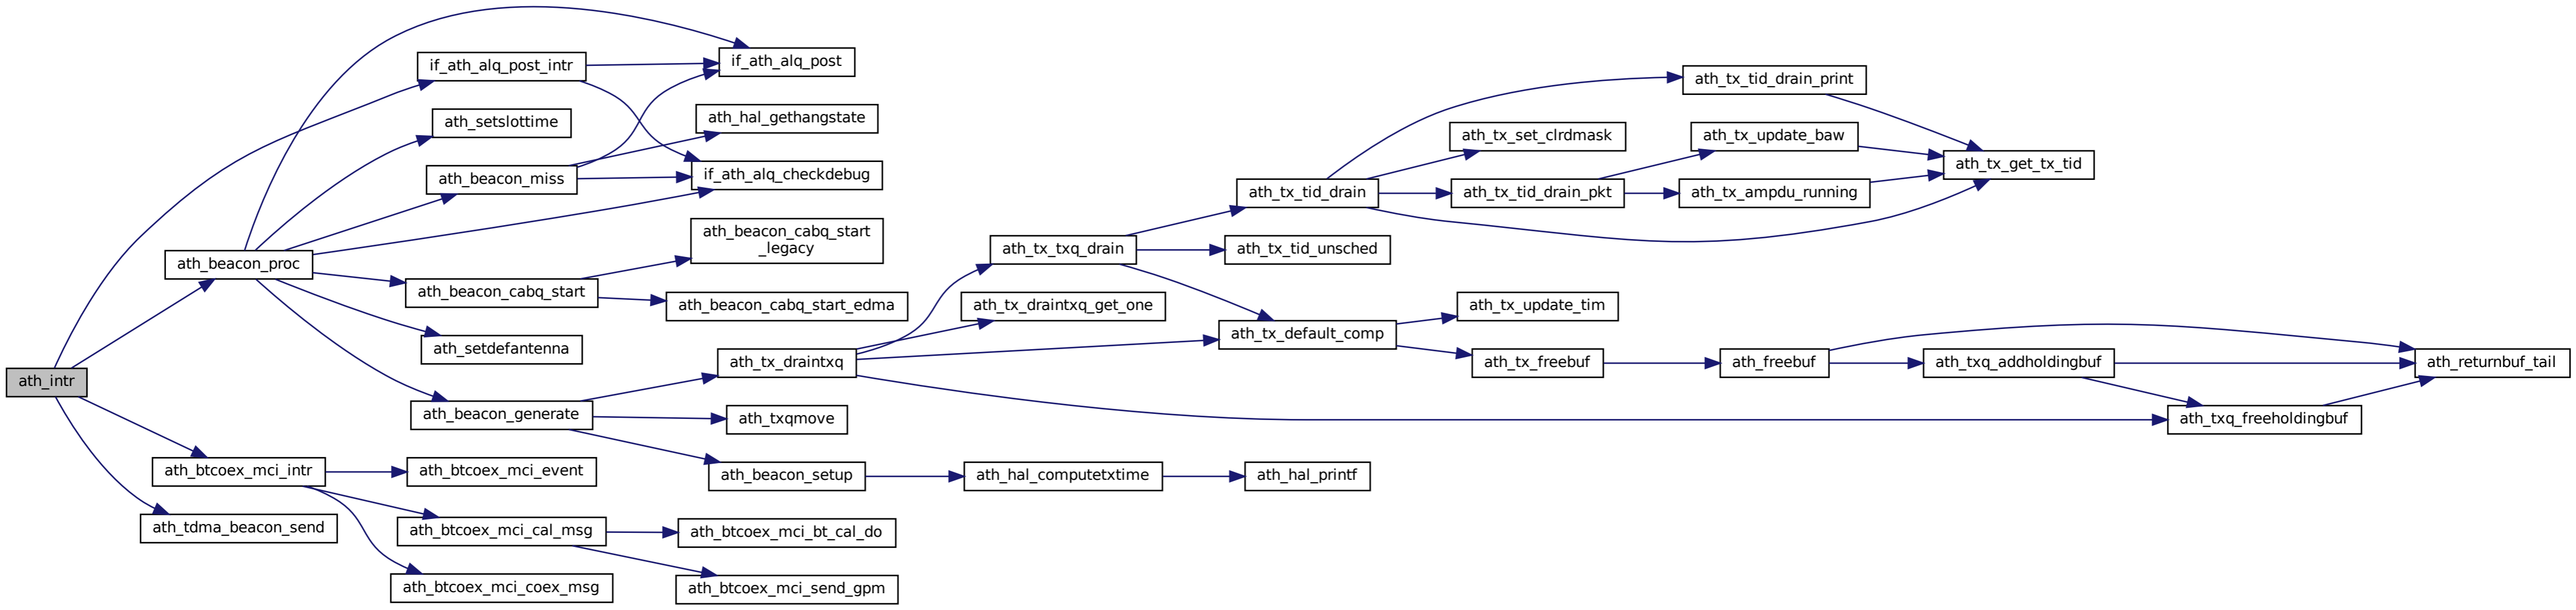 ath_intr
ath_beacon_proc
ath_btcoex_mci_intr
ath_tdma_beacon_send
if_ath_alq_post_intr
ath_setslottime
ath_beacon_miss
ath_beacon_cabq_start
ath_setdefantenna
ath_beacon_generate
ath_btcoex_mci_event
ath_btcoex_mci_cal_msg
ath_btcoex_mci_coex_msg
if_ath_alq_post
ath_hal_gethangstate
if_ath_alq_checkdebug
ath_beacon_cabq_start
_legacy
ath_beacon_cabq_start_edma
ath_tx_draintxq
ath_txqmove
ath_beacon_setup
ath_btcoex_mci_bt_cal_do
ath_btcoex_mci_send_gpm
ath_tx_txq_drain
ath_tx_draintxq_get_one
ath_hal_computetxtime
ath_tx_tid_drain
ath_tx_tid_unsched
ath_tx_default_comp
ath_hal_printf
ath_tx_set_clrdmask
ath_tx_tid_drain_pkt
ath_tx_update_tim
ath_tx_freebuf
ath_tx_tid_drain_print
ath_tx_update_baw
ath_tx_ampdu_running
ath_freebuf
ath_tx_get_tx_tid
ath_txq_addholdingbuf
ath_txq_freeholdingbuf
ath_returnbuf_tail